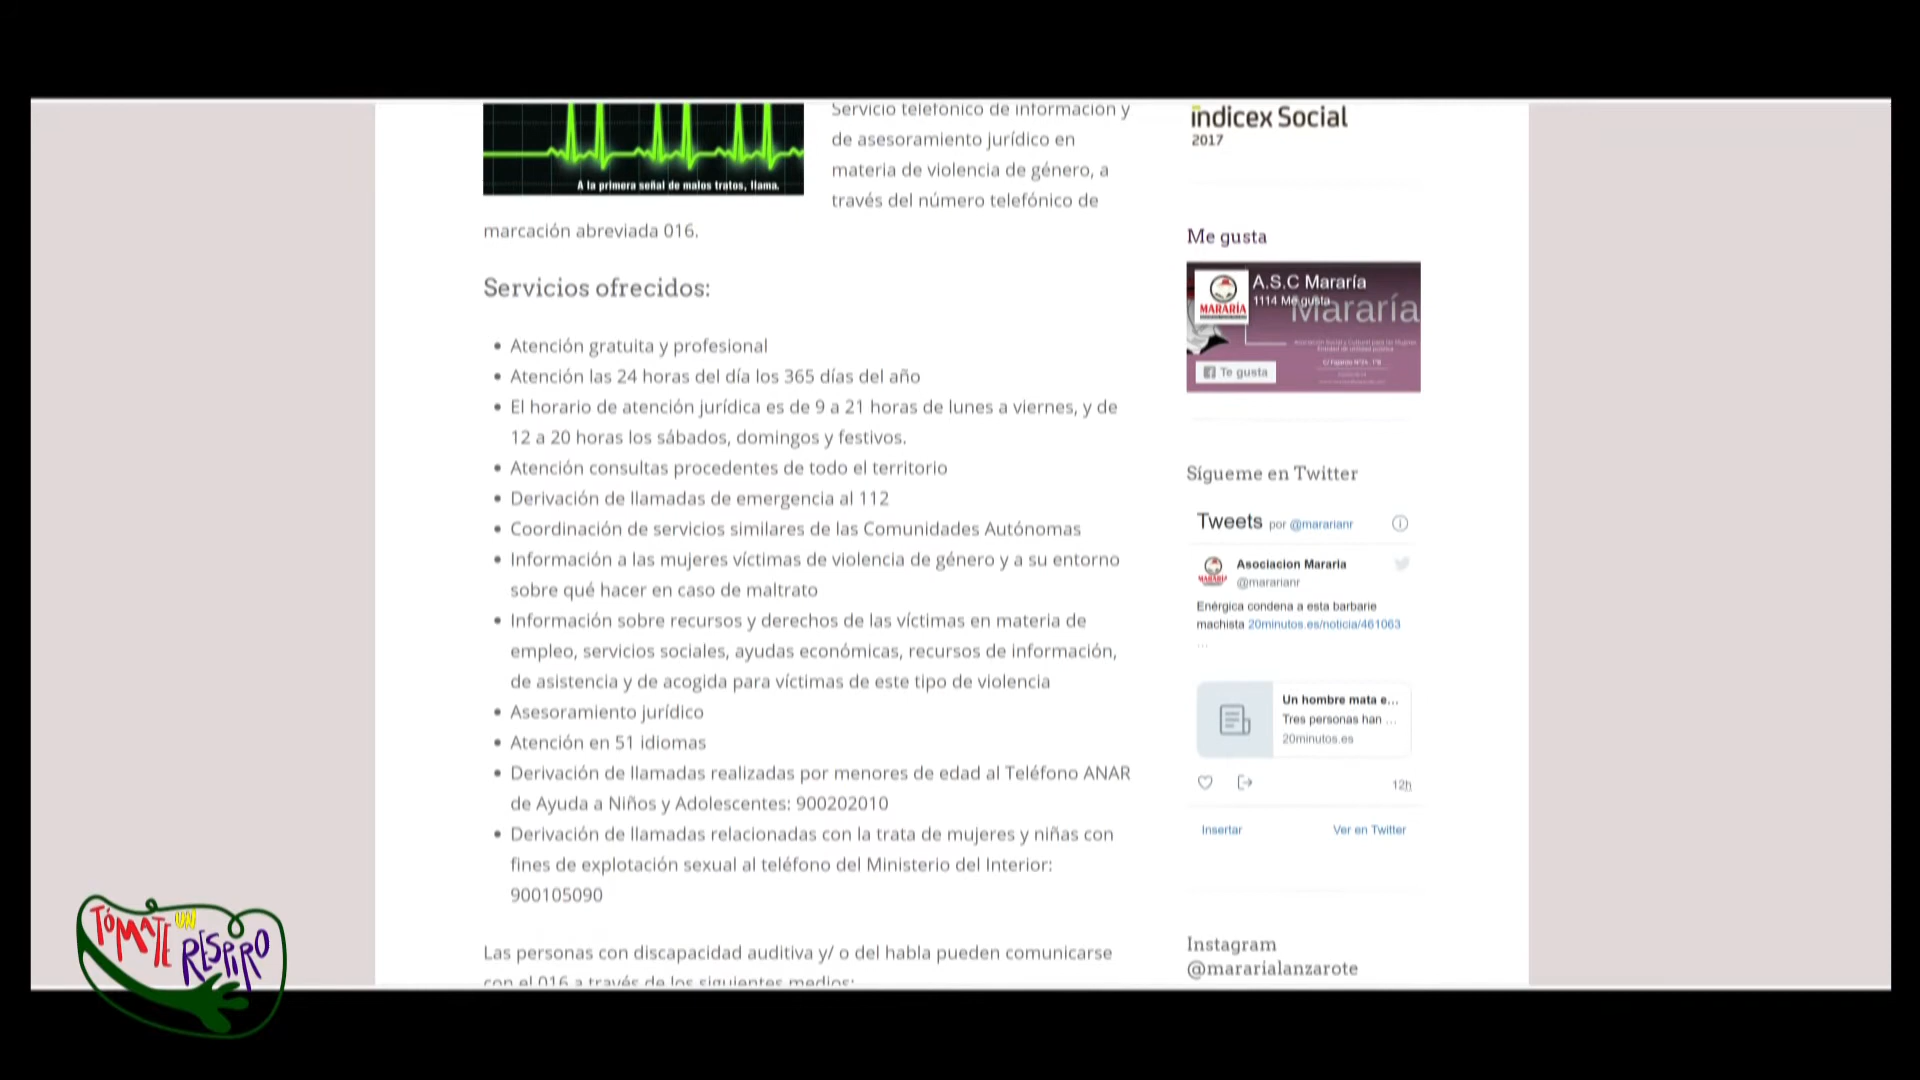 Servicio telefónico de información y
de asesoramiento jurídico en
materia de violencia de género, a
través del número telefónico de
marcación abreviada 016.
A la primera señal de malos tratos, llama.
Servicios ofrecidos:
Atención gratuita y profesional
Atención las 24 horas del día los 365 días del año
El horario de atención jurídica es de 9 a 21 horas de lunes a viernes, y de
12 a 20 horas los sábados, domingos y festivos.
Atención consultas procedentes de todo el territorio
Derivación de llamadas de emergencia al 112
Coordinación de servicios similares de las Comunidades Autónomas
Información a las mujeres víctimas de violencia de género y a su entorno
sobre qué hacer en caso de maltrato
Información sobre recursos y derechos de las víctimas en materia de
empleo, servicios sociales, ayudas económicas, recursos de información,
de asistencia y de acogida para víctimas de este tipo de violencia
Asesoramiento jurídico
Atención en 51 idiomas
Derivación de llamadas realizadas por menores de edad al Teléfono ANAR
de Ayuda a Niños y Adolescentes: 900202010
Derivación de llamadas relacionadas con la trata de mujeres y niñas con
fines de explotación sexual al teléfono del Ministerio del Interior:
900105090
Las personas con discapacidad auditiva y/ o del habla pueden comunicarse
con el 016 a través de los siguientes medios:
índicex Social
2017
Me gusta
A.S.C Mararía
1114 Me gusta
Mararía
MARARÍA
Te gusta
Sígueme en Twitter
Tweets por @mararianr
Asociacion Mararia
@mararianr
Enérgica condena a esta barbarie
machista 20minutos.es/noticia/461063
...
Un hombre mata e...
Tres personas han ...
20minutos.es
12h
Insertar
Ver en Twitter
Instagram
@mararialanzarote
TÓMATE UN
RESPIRO